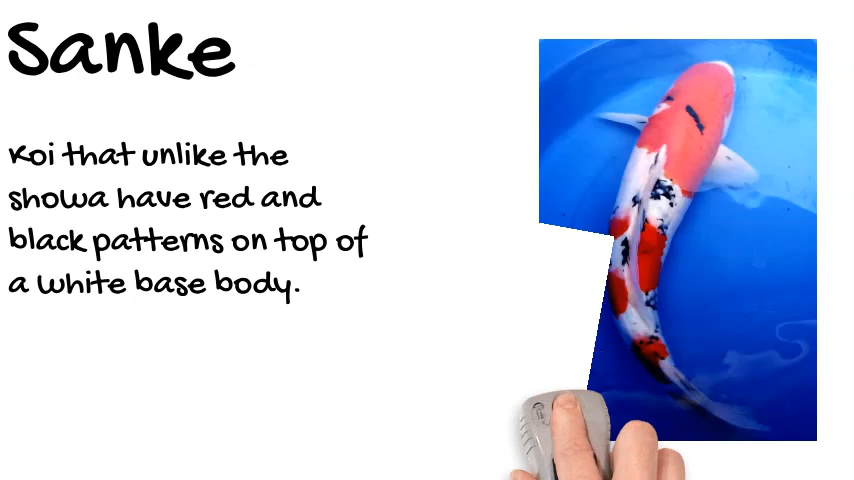 Sanke
Koi that unlike the
showa have red and
black patterns on top of
a white base body.